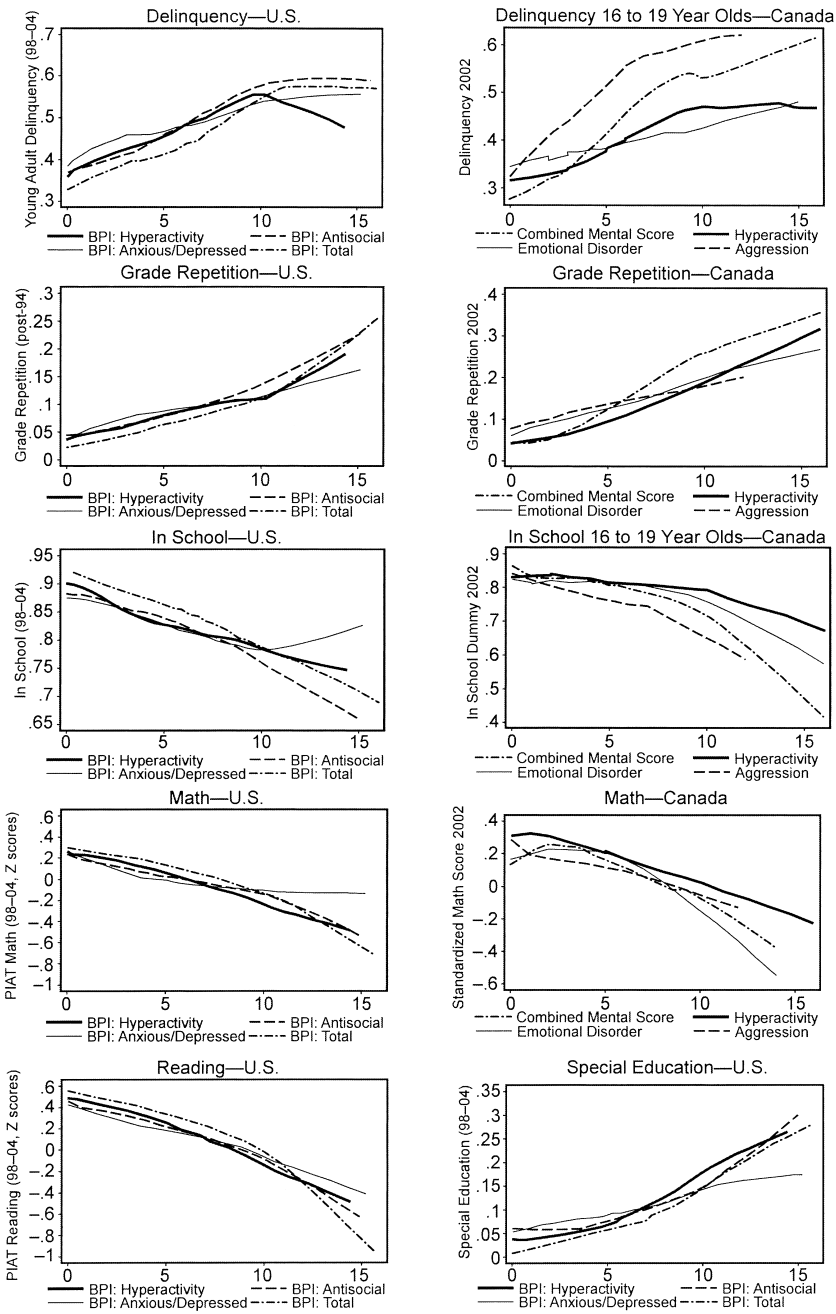 Delinquency—U.S.
Young Adult Delinquency (98–04)
.7
.6
.5
.4
.3
0 5 10 15
BPI: Hyperactivity BPI: Antisocial
BPI: Anxious/Depressed BPI: Total
Delinquency 16 to 19 Year Olds—Canada
Delinquency 2002
.6
.5
.4
.3
0 5 10 15
Combined Mental Score Hyperactivity
Emotional Disorder Aggression
Grade Repetition—U.S.
Grade Repetition (post-94)
.3
.25
.2
.15
.1
.05
0
0 5 10 15
BPI: Hyperactivity BPI: Antisocial
BPI: Anxious/Depressed BPI: Total
Grade Repetition—Canada
Grade Repetition 2002
.4
.3
.2
.1
0
0 5 10 15
Combined Mental Score Hyperactivity
Emotional Disorder Aggression
In School—U.S.
In School (98–04)
.95
.9
.85
.8
.75
.7
.65
0 5 10 15
BPI: Hyperactivity BPI: Antisocial
BPI: Anxious/Depressed BPI: Total
In School 16 to 19 Year Olds—Canada
In School Dummy 2002
.9
.8
.7
.6
.5
.4
0 5 10 15
Combined Mental Score Hyperactivity
Emotional Disorder Aggression
Math—U.S.
PIAT Math (98–04, Z scores)
.6
.4
.2
0
–.2
–.4
–.6
–.8
–1
0 5 10 15
BPI: Hyperactivity BPI: Antisocial
BPI: Anxious/Depressed BPI: Total
Math—Canada
Standardized Math Score 2002
.4
.2
0
–.2
–.4
–.6
0 5 10 15
Combined Mental Score Hyperactivity
Emotional Disorder Aggression
Reading—U.S.
PIAT Reading (98–04, Z scores)
.6
.4
.2
0
–.2
–.4
–.6
–.8
–1
0 5 10 15
BPI: Hyperactivity BPI: Antisocial
BPI: Anxious/Depressed BPI: Total
Special Education—U.S.
Special Education (98–04)
.35
.3
.25
.2
.15
.1
.05
0
0 5 10 15
BPI: Hyperactivity BPI: Antisocial
BPI: Anxious/Depressed BPI: Total